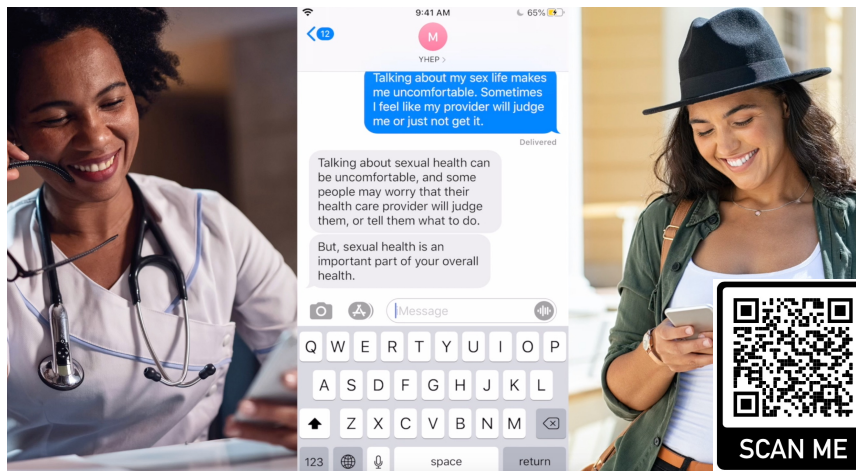 9:41 AM
65%
12
M
YHEP >
Talking about my sex life makes
me uncomfortable. Sometimes
I feel like my provider will judge
me or just not get it.
Delivered
Talking about sexual health can
be uncomfortable, and some
people may worry that their
health care provider will judge
them, or tell them what to do.
But, sexual health is an
important part of your overall
health.
iMessage
Q W E R T Y U I O P
A S D F G H J K L
Z X C V B N M
123 space return
SCAN ME